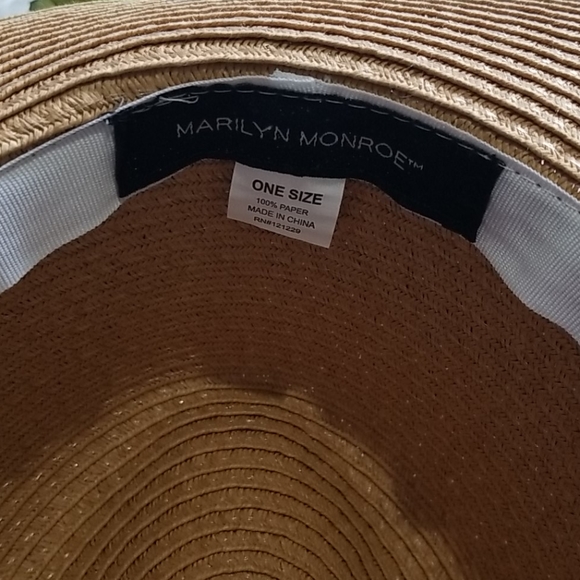 MARILYN MONROE™
ONE SIZE
100% PAPER
MADE IN CHINA
RN#121229